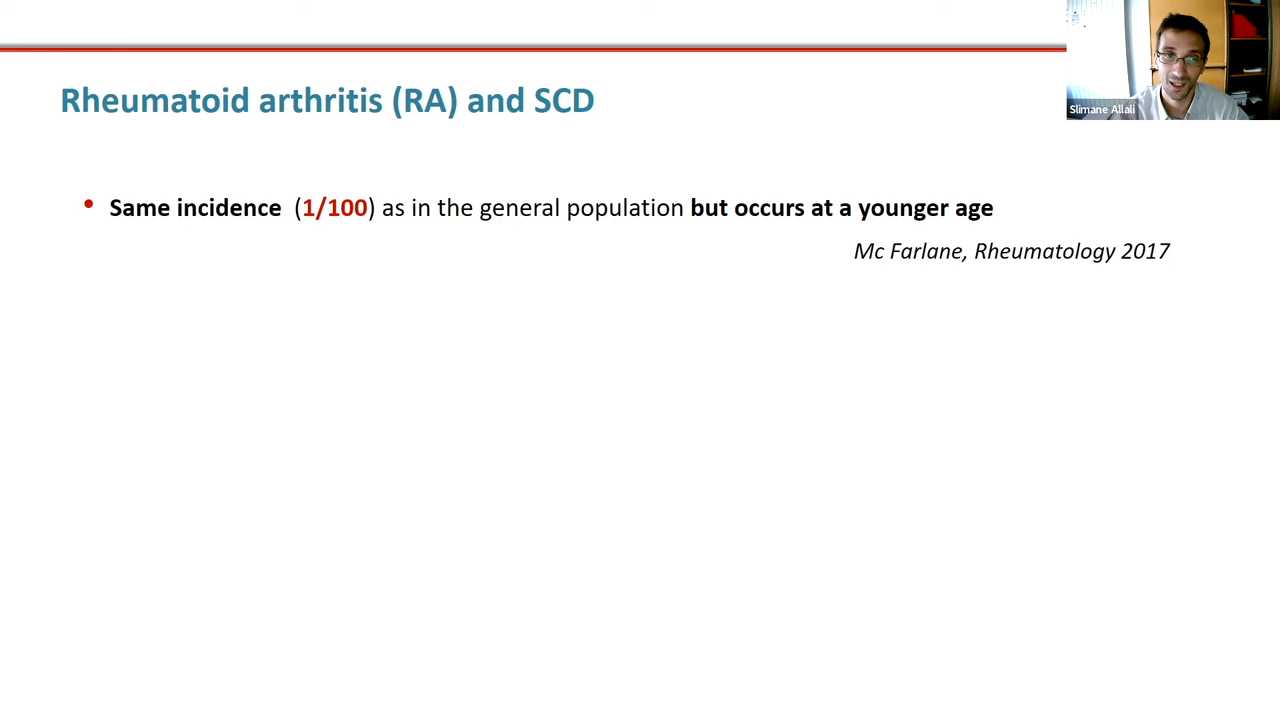 Slimane Allali
Rheumatoid arthritis (RA) and SCD
• Same incidence (1/100) as in the general population but occurs at a younger age
Mc Farlane, Rheumatology 2017